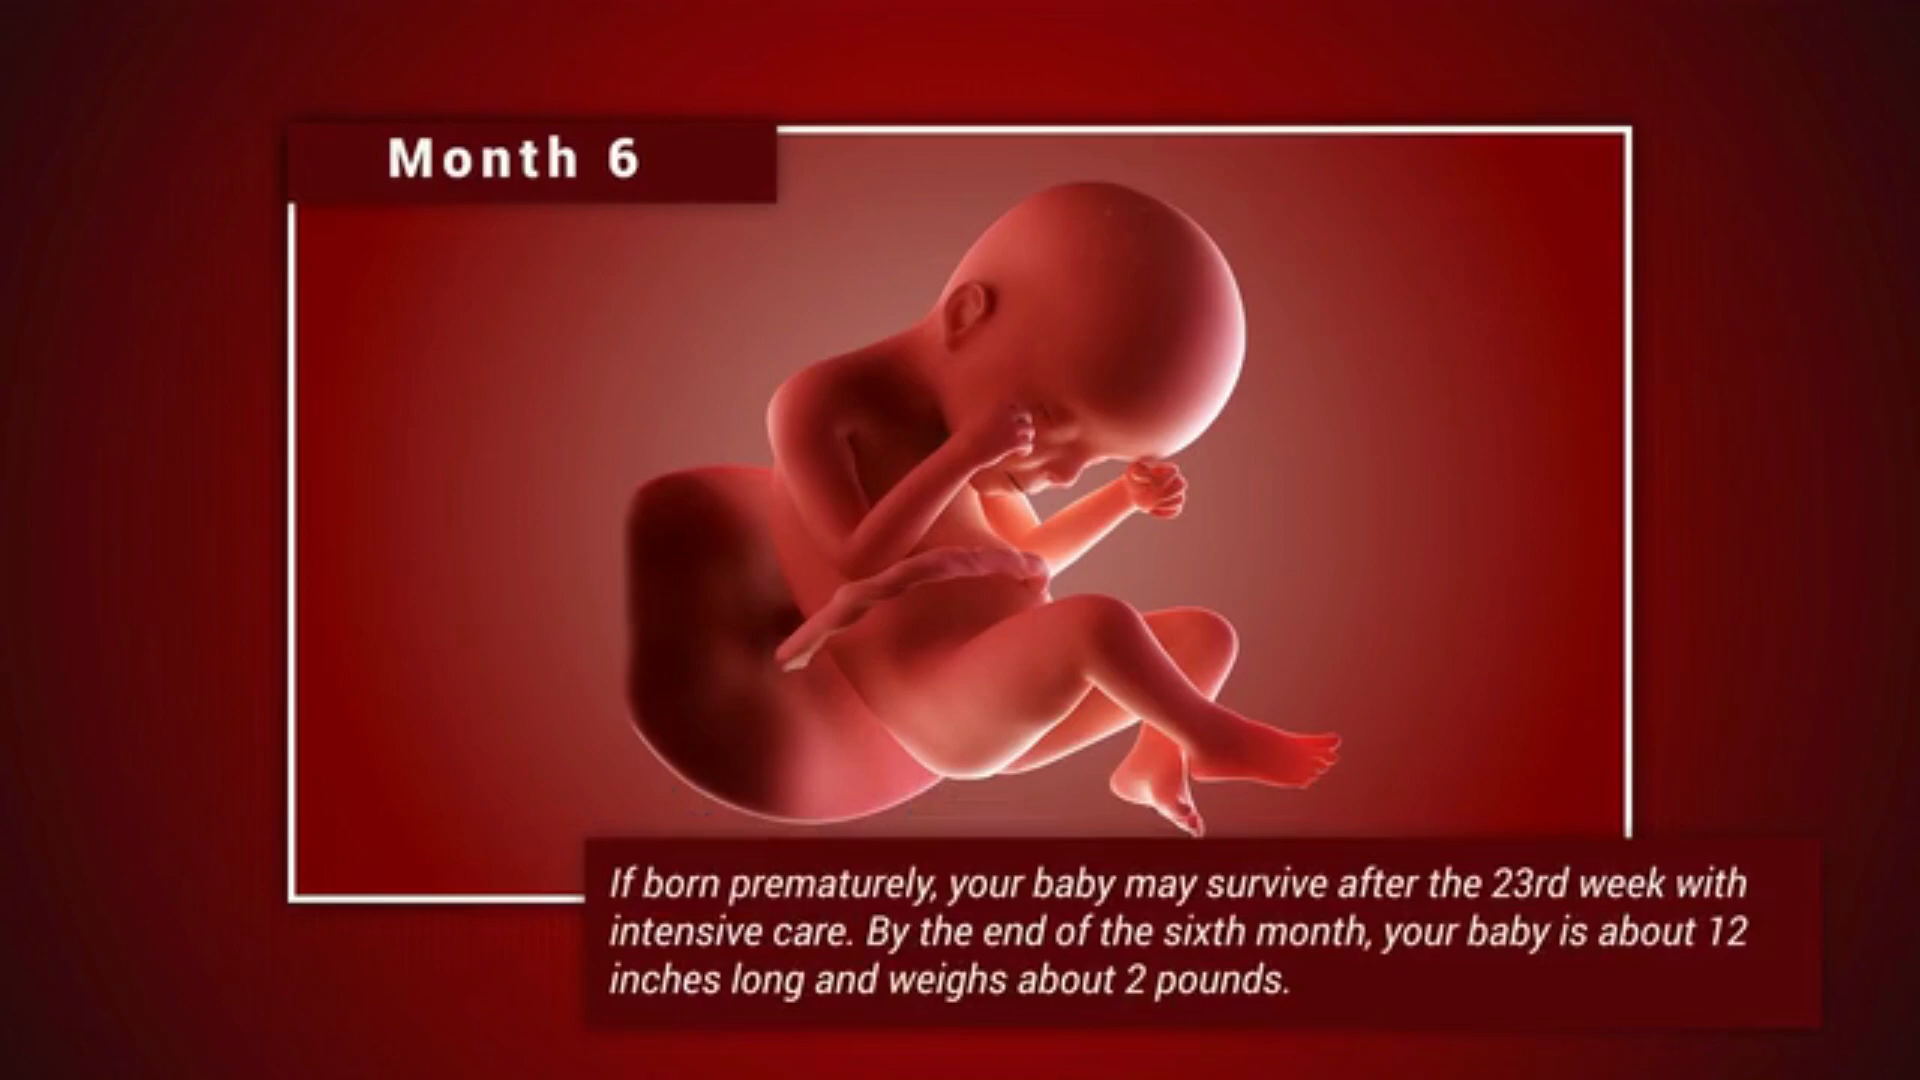 Month 6
If born prematurely, your baby may survive after the 23rd week with
intensive care. By the end of the sixth month, your baby is about 12
inches long and weighs about 2 pounds.